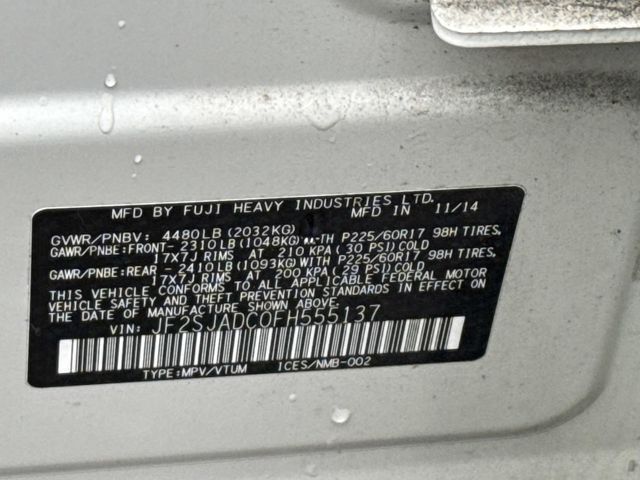 MFD BY FUJI HEAVY INDUSTRIES LTD.
MFD IN 11/14
GVWR/PNBV: 4480LB (2032KG)
GAWR/PNBE:FRONT- 2310LB (1048KG) P225/60R17 98H TIRES,
17X7J RIMS AT 210 KPA (30 PSI) COLD
GAWR/PNBE:REAR - 2410LB (1093KG) WITH P225/60R17 98H TIRES,
17X7J RIMS AT 200 KPA (29 PSI) COLD
THIS VEHICLE CONFORMS TO ALL APPLICABLE FEDERAL MOTOR
VEHICLE SAFETY AND THEFT PREVENTION STANDARDS IN EFFECT ON
THE DATE OF MANUFACTURE SHOWN ABOVE.
VIN: JF2SJADC0FH555137
TYPE:MPV/VTUM ICES/NMB-002